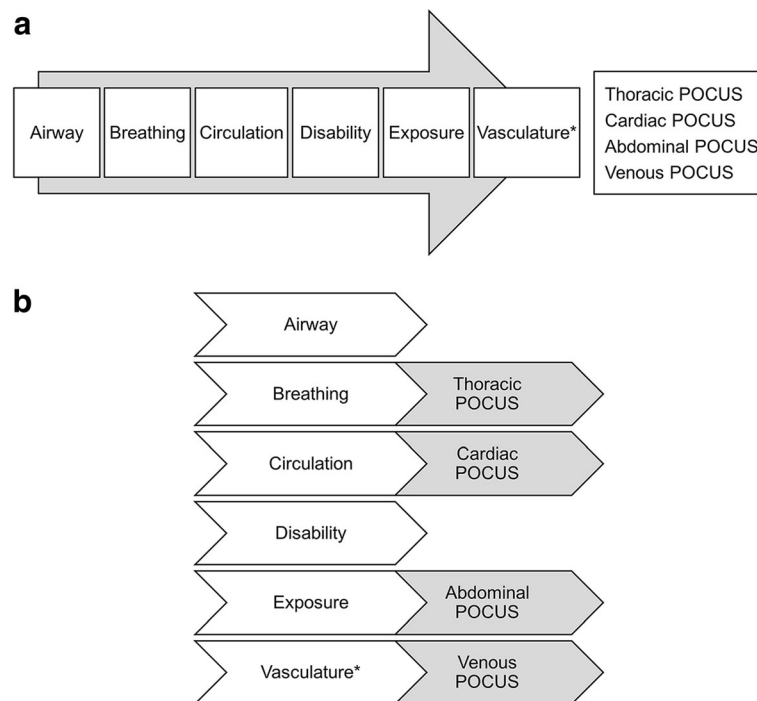 a
Airway
Breathing
Circulation
Disability
Exposure
Vasculature*
Thoracic POCUS
Cardiac POCUS
Abdominal POCUS
Venous POCUS
b
Airway
Breathing
Thoracic
POCUS
Circulation
Cardiac
POCUS
Disability
Exposure
Abdominal
POCUS
Vasculature*
Venous
POCUS